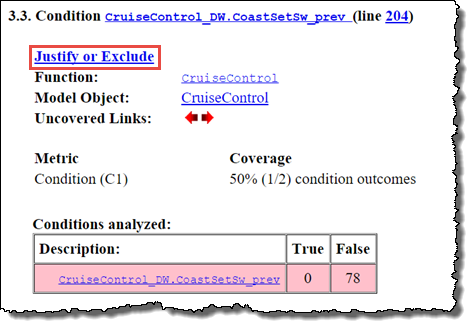 3.3. Condition CruiseControl_DW.CoastSetSw_prev (line 204)
Justify or Exclude
Function: CruiseControl
Model Object: CruiseControl
Uncovered Links:
Metric Coverage
Condition (C1) 50% (1/2) condition outcomes
Conditions analyzed:
Description: True False
CruiseControl_DW.CoastSetSw_prev 0 78